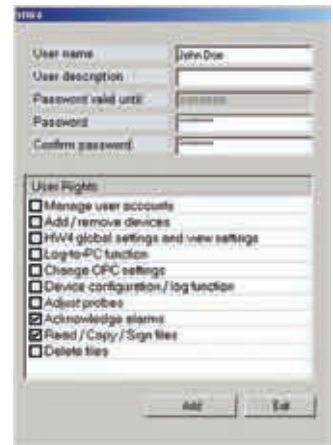 HW4
User name
John Doe
User description
Password valid until:
Password
Confirm password
User Rights
Manage user accounts
Add / remove devices
HW4 global settings and view settings
Log-to-PC function
Change OPC settings
Device configuration / log function
Adjust probes
Acknowledge alarms
Read / Copy / Sign files
Delete files
Add
Exit